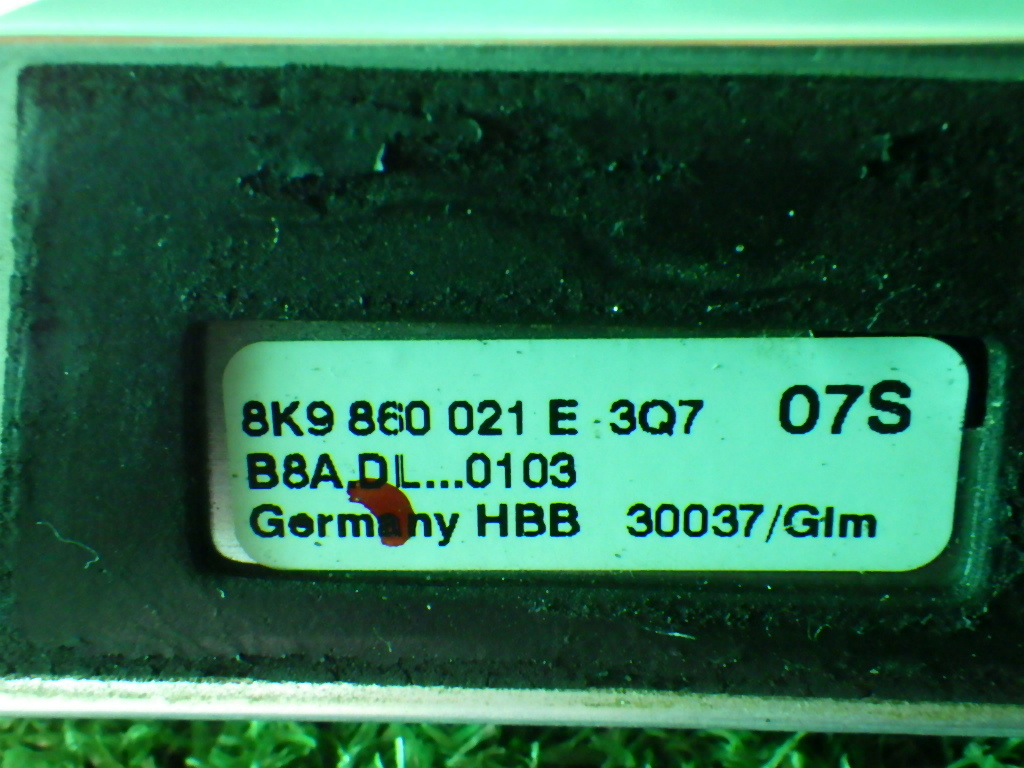 8K9 860 021 E 3Q7 07S
B8A.DL...0103
Germany HBB 30037/Glm